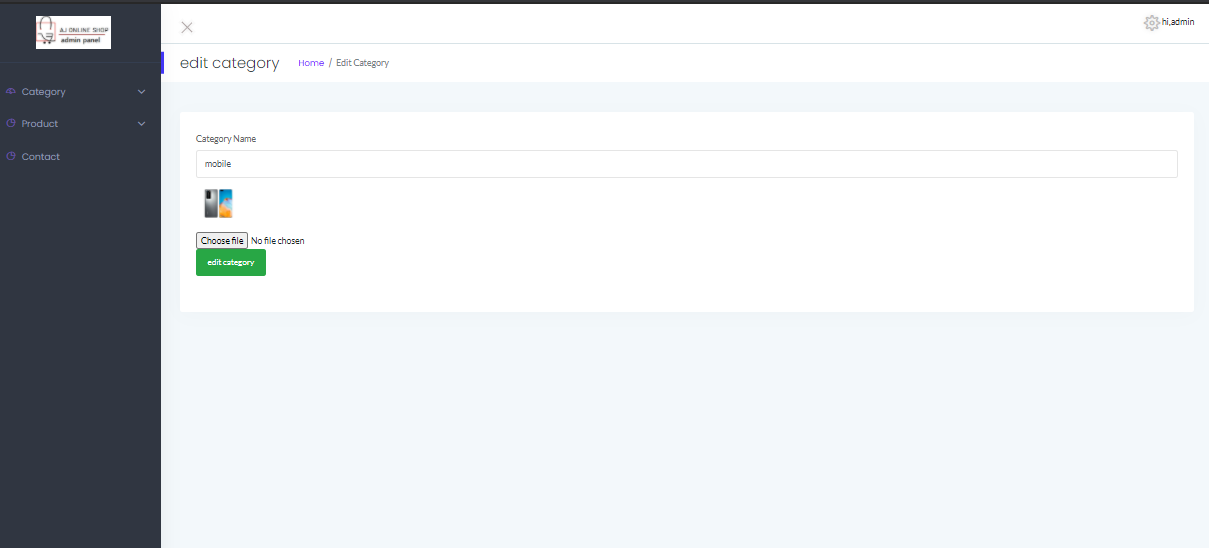 AJ ONLINE SHOP
admin panel
hi,admin
edit category
Home / Edit Category
Category
Product
Contact
Category Name
mobile
Choose file No file chosen
edit category